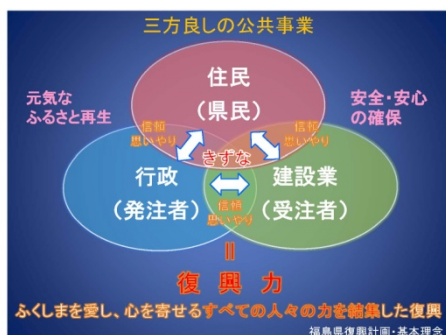 三方良しの公共事業
住民
（県民）
元気な
ふるさと再生
安全・安心
の確保
信頼
思いやり
信頼
思いやり
きずな
行政
（発注者）
建設業
（受注者）
信頼
思いやり
＝
復興力
ふくしまを愛し、心を寄せるすべての人々の力を結集した復興
福島県復興計画・基本理念